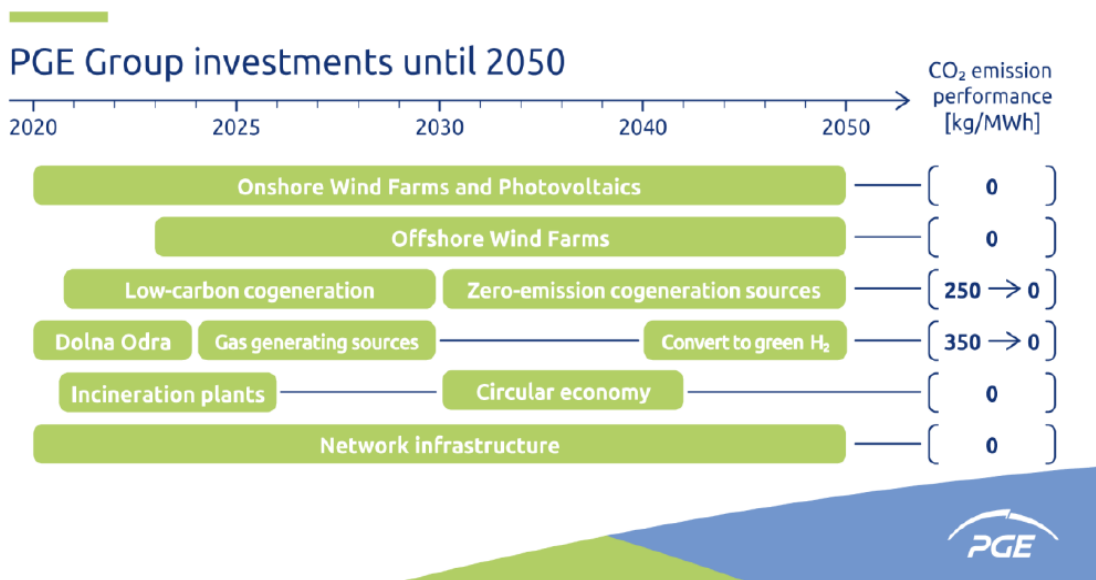 PGE Group investments until 2050
CO₂ emission
performance
[kg/MWh]
2020 2025 2030 2040 2050
Onshore Wind Farms and Photovoltaics 0
Offshore Wind Farms 0
Low-carbon cogeneration Zero-emission cogeneration sources 250 → 0
Dolna Odra Gas generating sources Convert to green H₂ 350 → 0
Incineration plants Circular economy 0
Network infrastructure 0
PGE